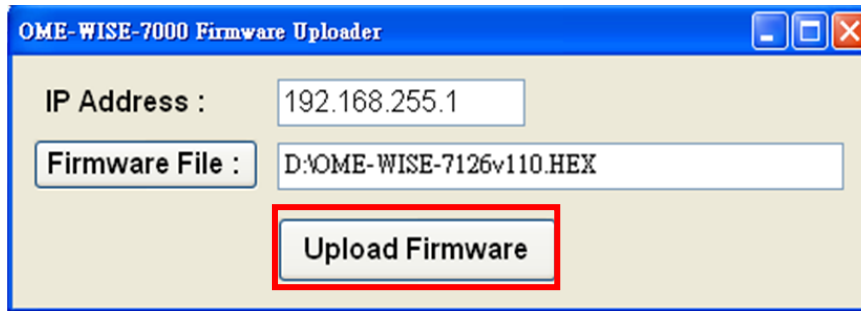 OME-WISE-7000 Firmware Uploader
IP Address : 192.168.255.1
Firmware File : D:\OME-WISE-7126v110.HEX
Upload Firmware